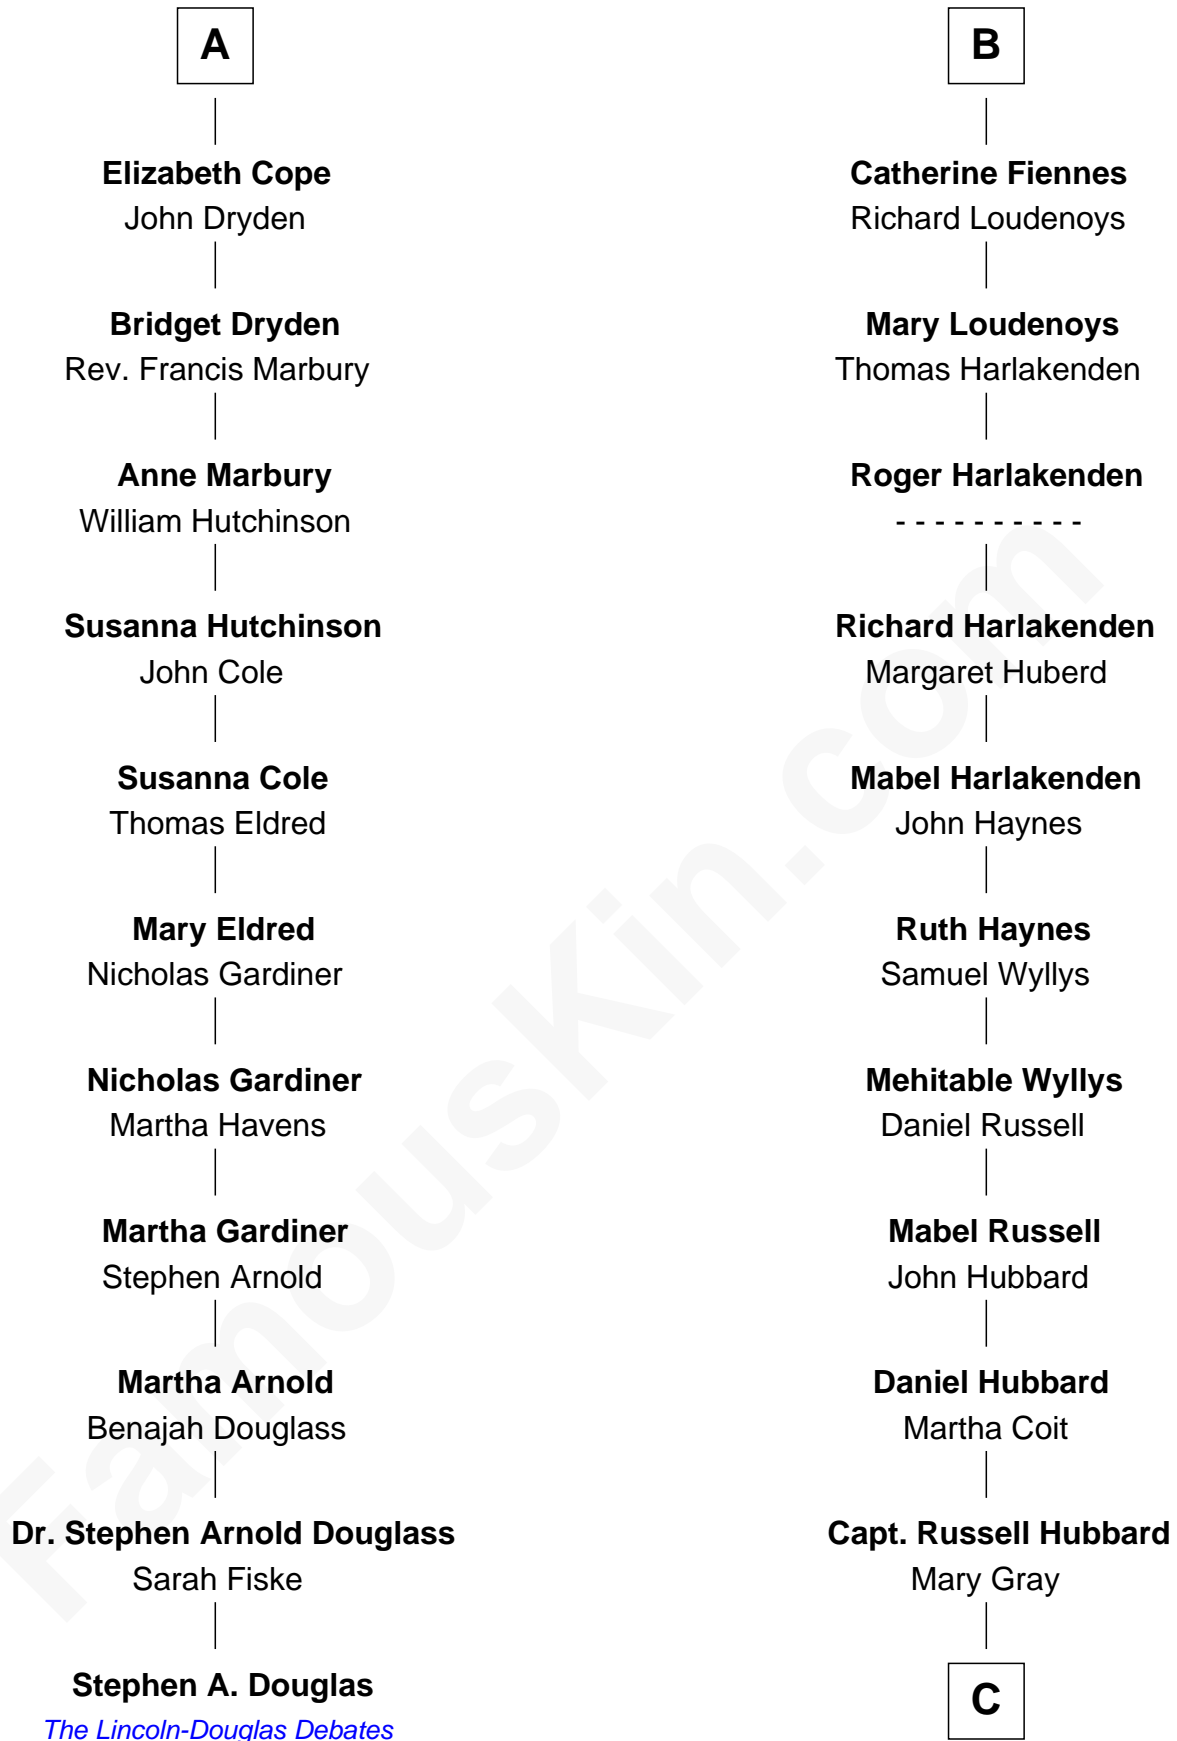 A
Elizabeth Cope
John Dryden
Bridget Dryden
Rev. Francis Marbury
Anne Marbury
William Hutchinson
Susanna Hutchinson
John Cole
Susanna Cole
Thomas Eldred
Mary Eldred
Nicholas Gardiner
Nicholas Gardiner
Martha Havens
Martha Gardiner
Stephen Arnold
Martha Arnold
Benajah Douglass
Dr. Stephen Arnold Douglass
Sarah Fiske
Stephen A. Douglas
The Lincoln-Douglas Debates
B
Catherine Fiennes
Richard Loudenoys
Mary Loudenoys
Thomas Harlakenden
Roger Harlakenden
- - - - - - - - - -
Richard Harlakenden
Margaret Huberd
Mabel Harlakenden
John Haynes
Ruth Haynes
Samuel Wyllys
Mehitable Wyllys
Daniel Russell
Mabel Russell
John Hubbard
Daniel Hubbard
Martha Coit
Capt. Russell Hubbard
Mary Gray
C
FamousKin.com